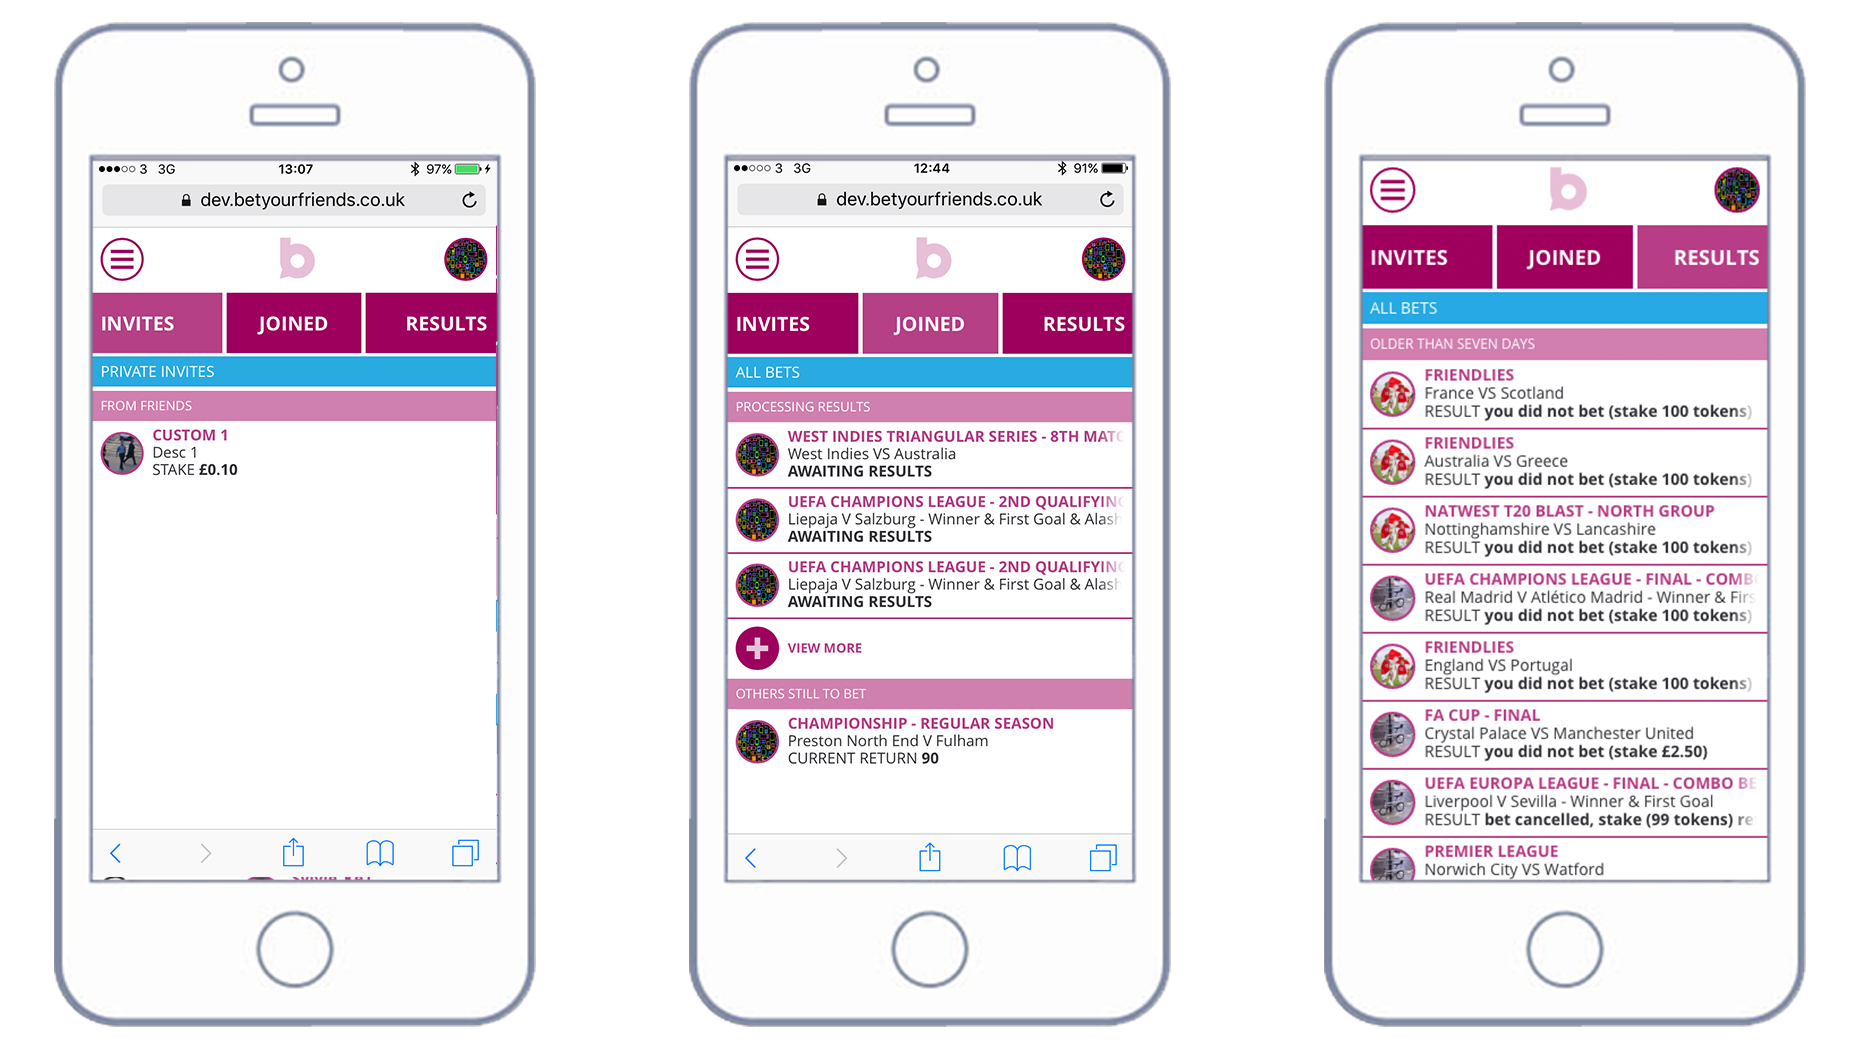 3 3G 13:07 97%
dev.betyourfriends.co.uk
b
INVITES JOINED RESULTS
PRIVATE INVITES
FROM FRIENDS
CUSTOM 1
Desc 1
STAKE £0.10
3 3G 12:44 91%
dev.betyourfriends.co.uk
b
INVITES JOINED RESULTS
ALL BETS
PROCESSING RESULTS
WEST INDIES TRIANGULAR SERIES - 8TH MATC
West Indies VS Australia
AWAITING RESULTS
UEFA CHAMPIONS LEAGUE - 2ND QUALIFYING
Liepaja V Salzburg - Winner & First Goal & Alash
AWAITING RESULTS
UEFA CHAMPIONS LEAGUE - 2ND QUALIFYING
Liepaja V Salzburg - Winner & First Goal & Alash
AWAITING RESULTS
VIEW MORE
OTHERS STILL TO BET
CHAMPIONSHIP - REGULAR SEASON
Preston North End V Fulham
CURRENT RETURN 90
b
INVITES JOINED RESULTS
ALL BETS
OLDER THAN SEVEN DAYS
FRIENDLIES
France VS Scotland
RESULT you did not bet (stake 100 tokens)
FRIENDLIES
Australia VS Greece
RESULT you did not bet (stake 100 tokens)
NATWEST T20 BLAST - NORTH GROUP
Nottinghamshire VS Lancashire
RESULT you did not bet (stake 100 tokens)
UEFA CHAMPIONS LEAGUE - FINAL - COMBO
Real Madrid V Atlético Madrid - Winner & Firs
RESULT you did not bet (stake 100 tokens)
FRIENDLIES
England VS Portugal
RESULT you did not bet (stake 100 tokens)
FA CUP - FINAL
Crystal Palace VS Manchester United
RESULT you did not bet (stake £2.50)
UEFA EUROPA LEAGUE - FINAL - COMBO BE
Liverpool V Sevilla - Winner & First Goal
RESULT bet cancelled, stake (99 tokens) re
PREMIER LEAGUE
Norwich City VS Watford